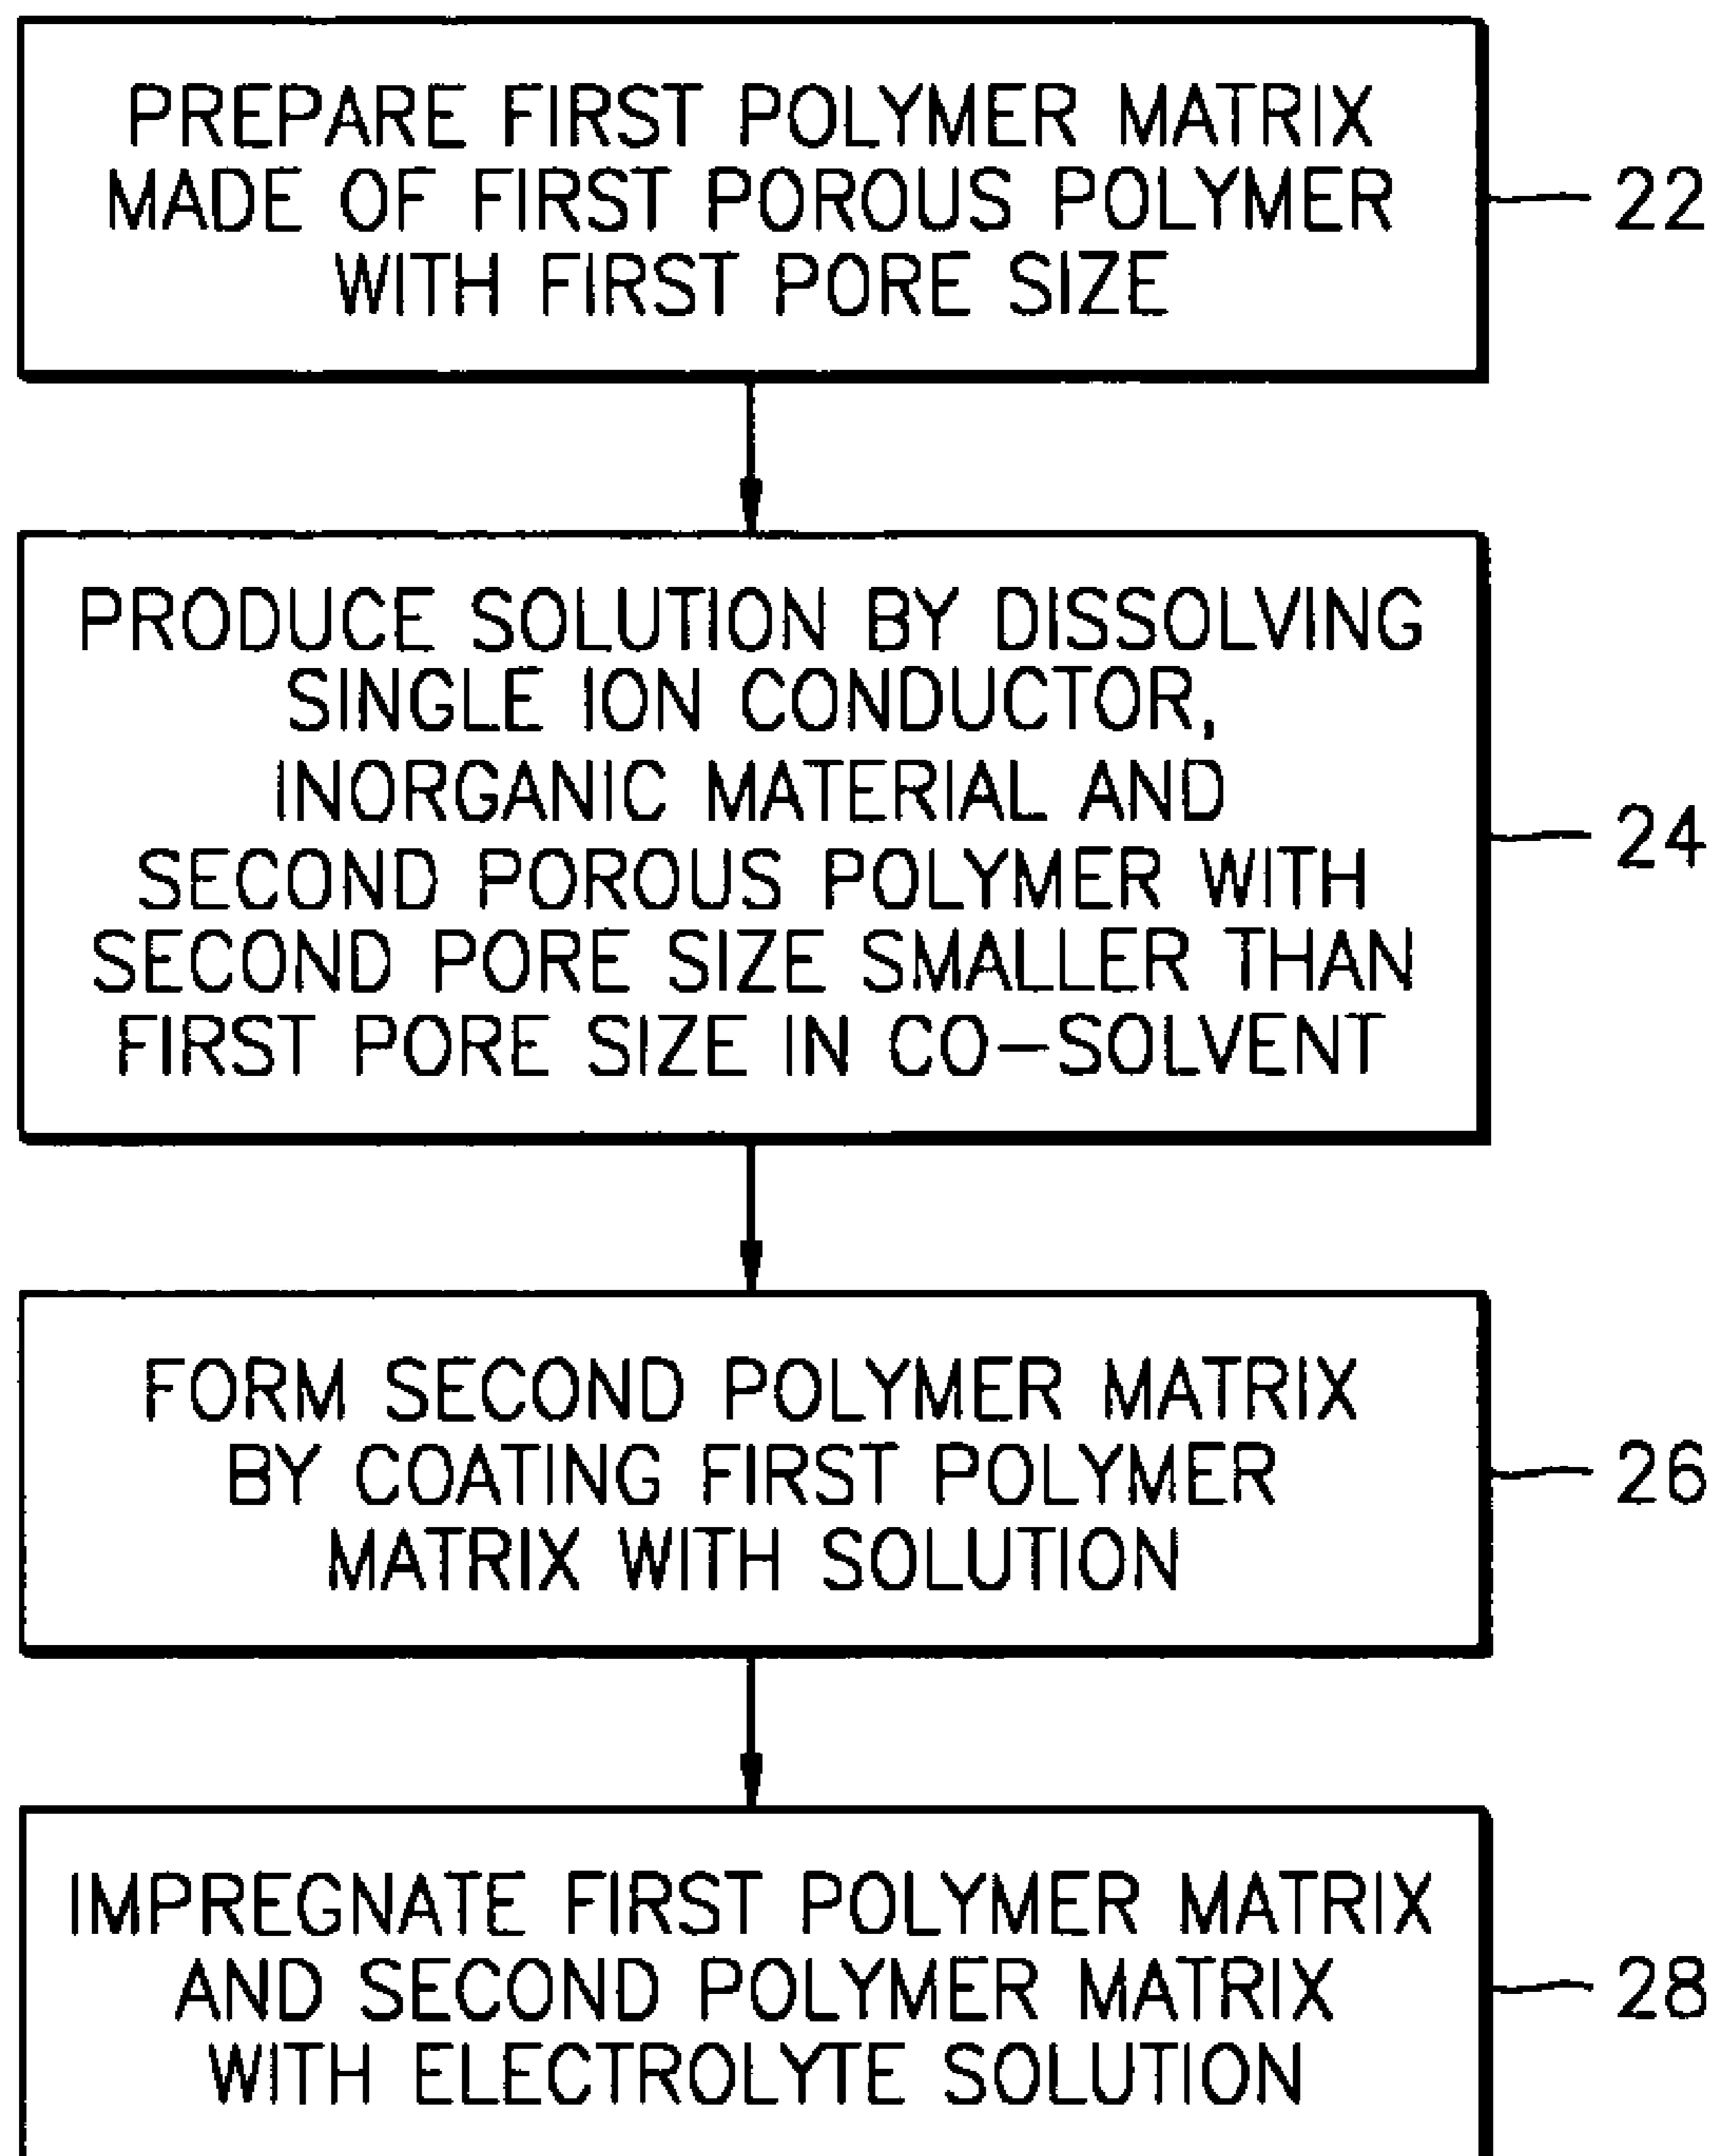 PREPARE FIRST POLYMER MATRIX
MADE OF FIRST POROUS POLYMER
WITH FIRST PORE SIZE
22
PRODUCE SOLUTION BY DISSOLVING
SINGLE ION CONDUCTOR,
INORGANIC MATERIAL AND
SECOND POROUS POLYMER WITH
SECOND PORE SIZE SMALLER THAN
FIRST PORE SIZE IN CO-SOLVENT
24
FORM SECOND POLYMER MATRIX
BY COATING FIRST POLYMER
MATRIX WITH SOLUTION
26
IMPREGNATE FIRST POLYMER MATRIX
AND SECOND POLYMER MATRIX
WITH ELECTROLYTE SOLUTION
28